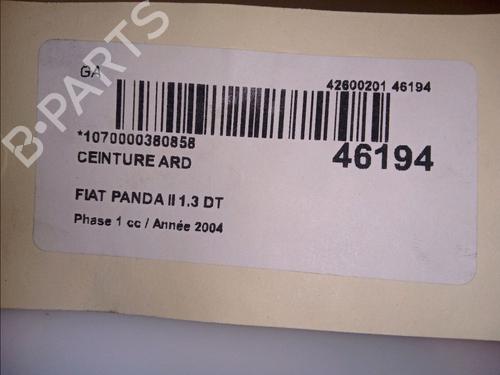 GA
42600201 46194
*1070000380858
46194
CEINTURE ARD
FIAT PANDA II 1.3 DT
Phase 1 cc / Année 2004
B-PARTS